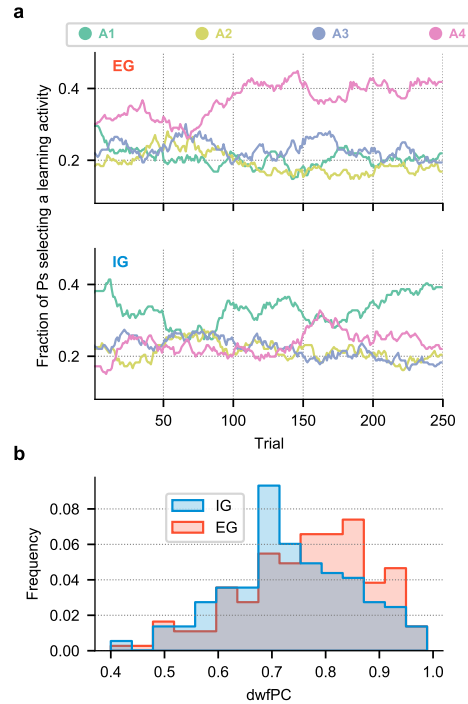 a
A1 A2 A3 A4
EG
0.4
0.2
Fraction of Ps selecting a learning activity
IG
0.4
0.2
50 100 150 200 250
Trial
b
IG
EG
0.08
0.06
0.04
0.02
0.00
Frequency
0.4 0.5 0.6 0.7 0.8 0.9 1.0
dwfPC